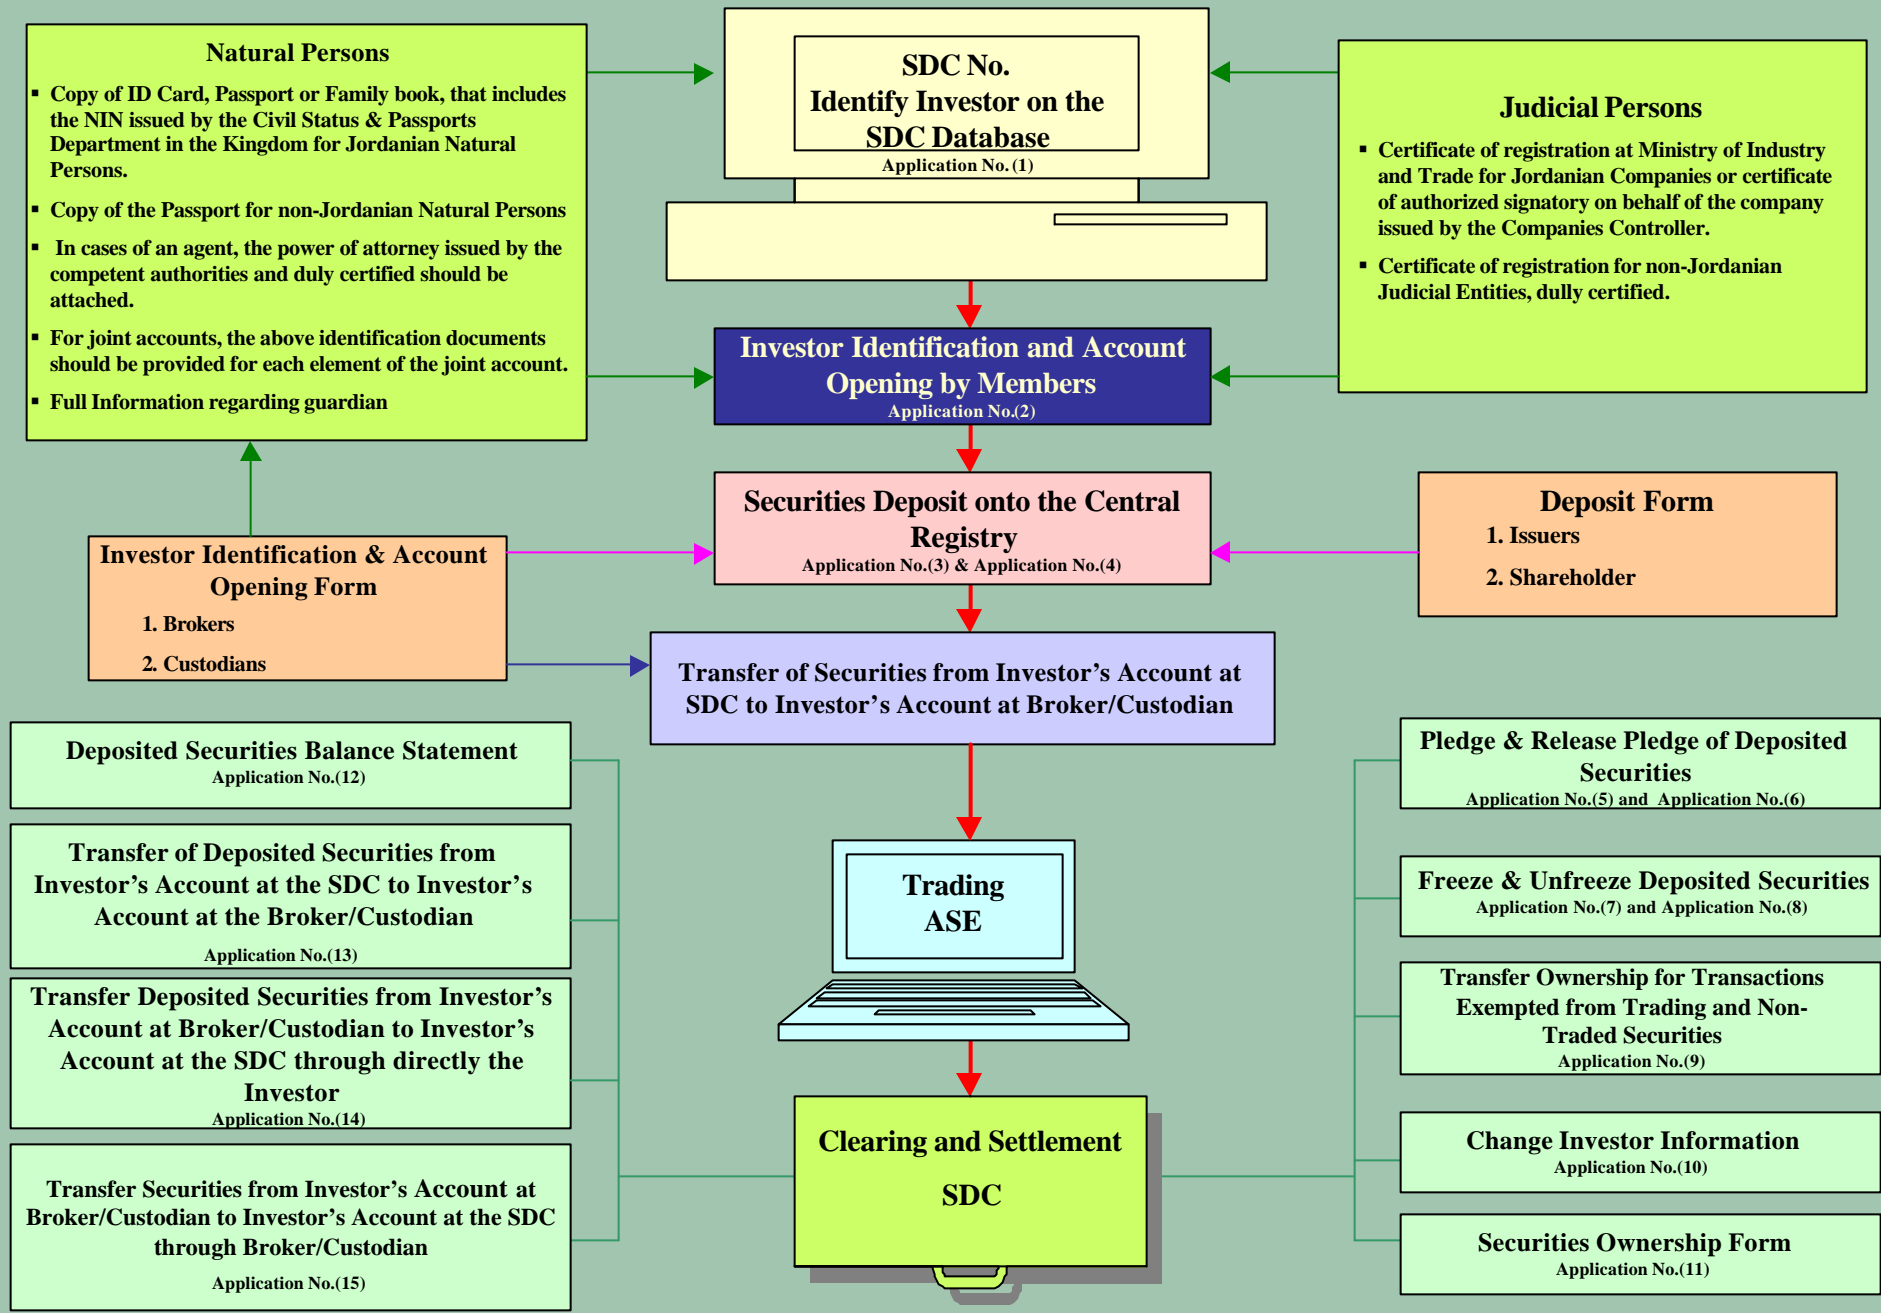 Natural Persons
▪ Copy of ID Card, Passport or Family book, that includes
the NIN issued by the Civil Status & Passports
Department in the Kingdom for Jordanian Natural
Persons.
▪ Copy of the Passport for non-Jordanian Natural Persons
▪ In cases of an agent, the power of attorney issued by the
competent authorities and duly certified should be
attached.
▪ For joint accounts, the above identification documents
should be provided for each element of the joint account.
▪ Full Information regarding guardian
SDC No.
Identify Investor on the
SDC Database
Application No. (1)
Judicial Persons
▪ Certificate of registration at Ministry of Industry
and Trade for Jordanian Companies or certificate
of authorized signatory on behalf of the company
issued by the Companies Controller.
▪ Certificate of registration for non-Jordanian
Judicial Entities, dully certified.
Investor Identification and Account
Opening by Members
Application No.(2)
Securities Deposit onto the Central
Registry
Application No.(3) & Application No.(4)
Investor Identification & Account
Opening Form
1. Brokers
2. Custodians
Deposit Form
1. Issuers
2. Shareholder
Transfer of Securities from Investor’s Account at
SDC to Investor’s Account at Broker/Custodian
Deposited Securities Balance Statement
Application No.(12)
Transfer of Deposited Securities from
Investor’s Account at the SDC to Investor’s
Account at the Broker/Custodian
Application No.(13)
Transfer Deposited Securities from Investor’s
Account at Broker/Custodian to Investor’s
Account at the SDC through directly the
Investor
Application No.(14)
Transfer Securities from Investor’s Account at
Broker/Custodian to Investor’s Account at the SDC
through Broker/Custodian
Application No.(15)
Trading
ASE
Clearing and Settlement
SDC
Pledge & Release Pledge of Deposited
Securities
Application No.(5) and Application No.(6)
Freeze & Unfreeze Deposited Securities
Application No.(7) and Application No.(8)
Transfer Ownership for Transactions
Exempted from Trading and Non-
Traded Securities
Application No.(9)
Change Investor Information
Application No.(10)
Securities Ownership Form
Application No.(11)